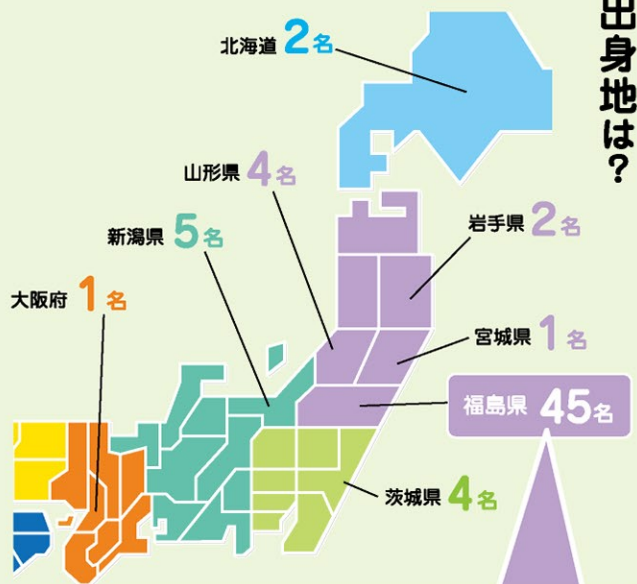 出身地は?
北海道 2名
山形県 4名
岩手県 2名
新潟県 5名
大阪府 1名
宮城県 1名
福島県 45名
茨城県 4名